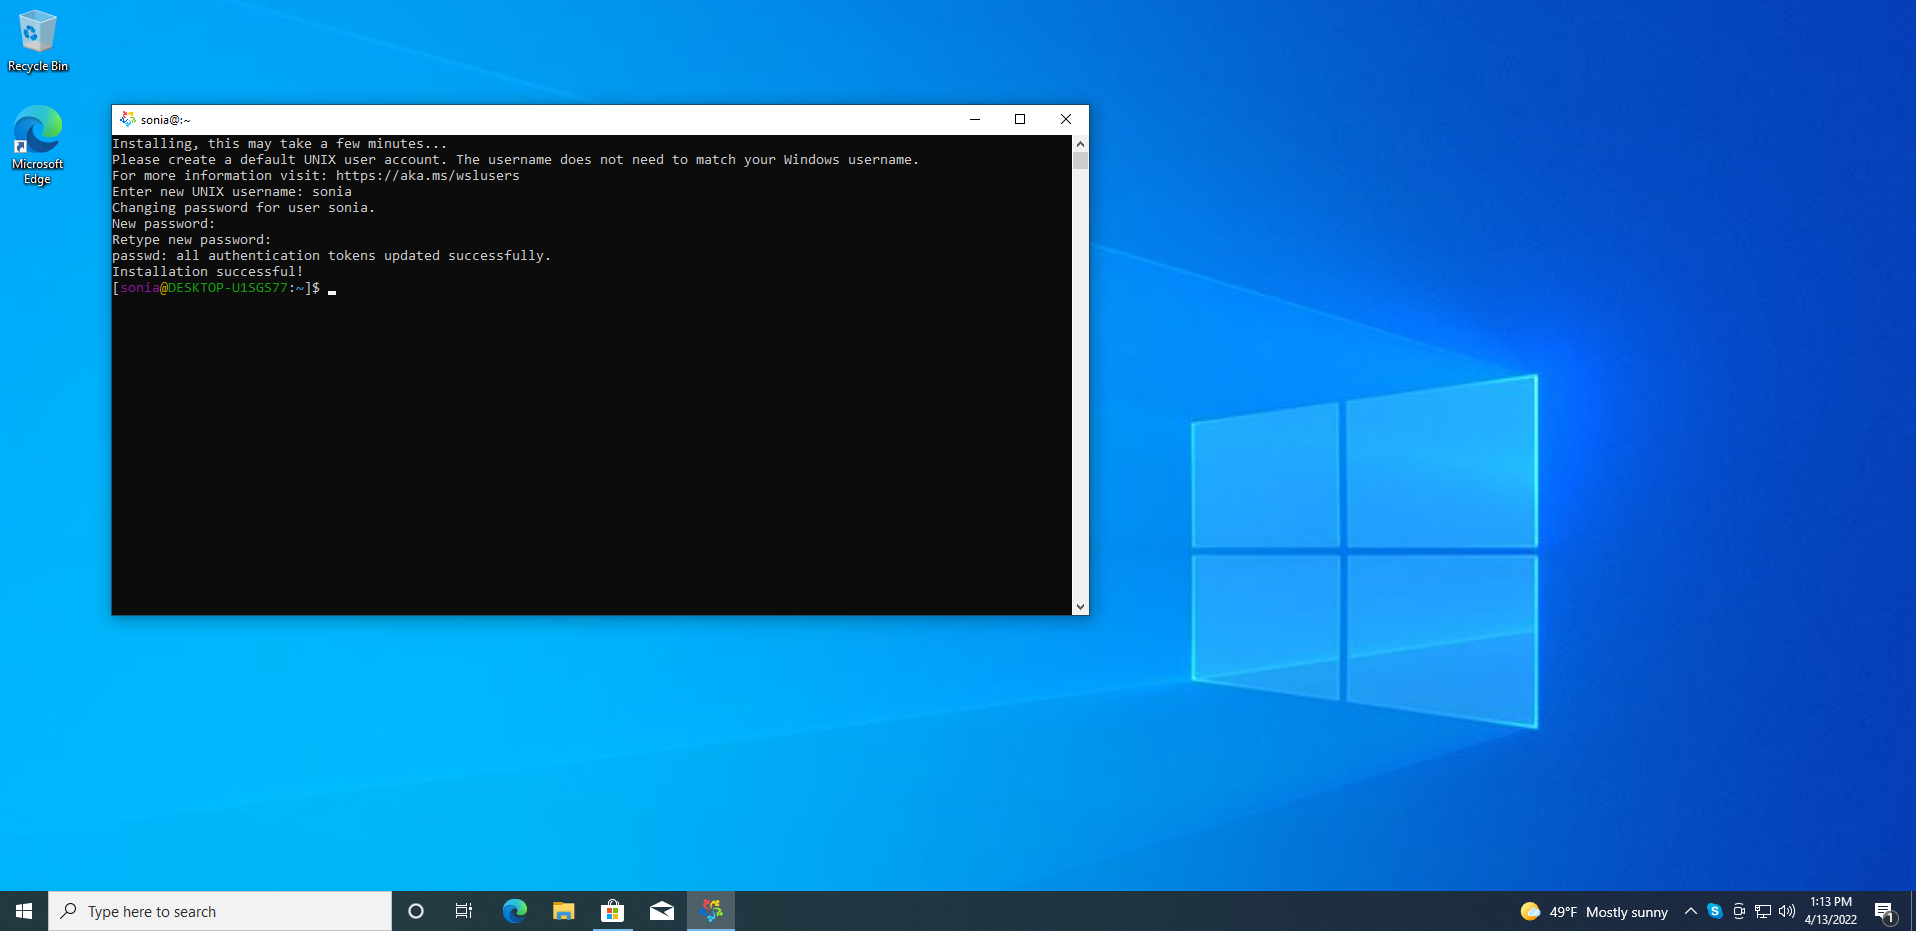 Recycle Bin
Microsoft
Edge
sonia@:~
Installing, this may take a few minutes...
Please create a default UNIX user account. The username does not need to match your Windows username.
For more information visit: https://aka.ms/wslusers
Enter new UNIX username: sonia
Changing password for user sonia.
New password:
Retype new password:
passwd: all authentication tokens updated successfully.
Installation successful!
[sonia@DESKTOP-U1SGS77:~]$
Type here to search
49°F Mostly sunny
S
1:13 PM
4/13/2022
1